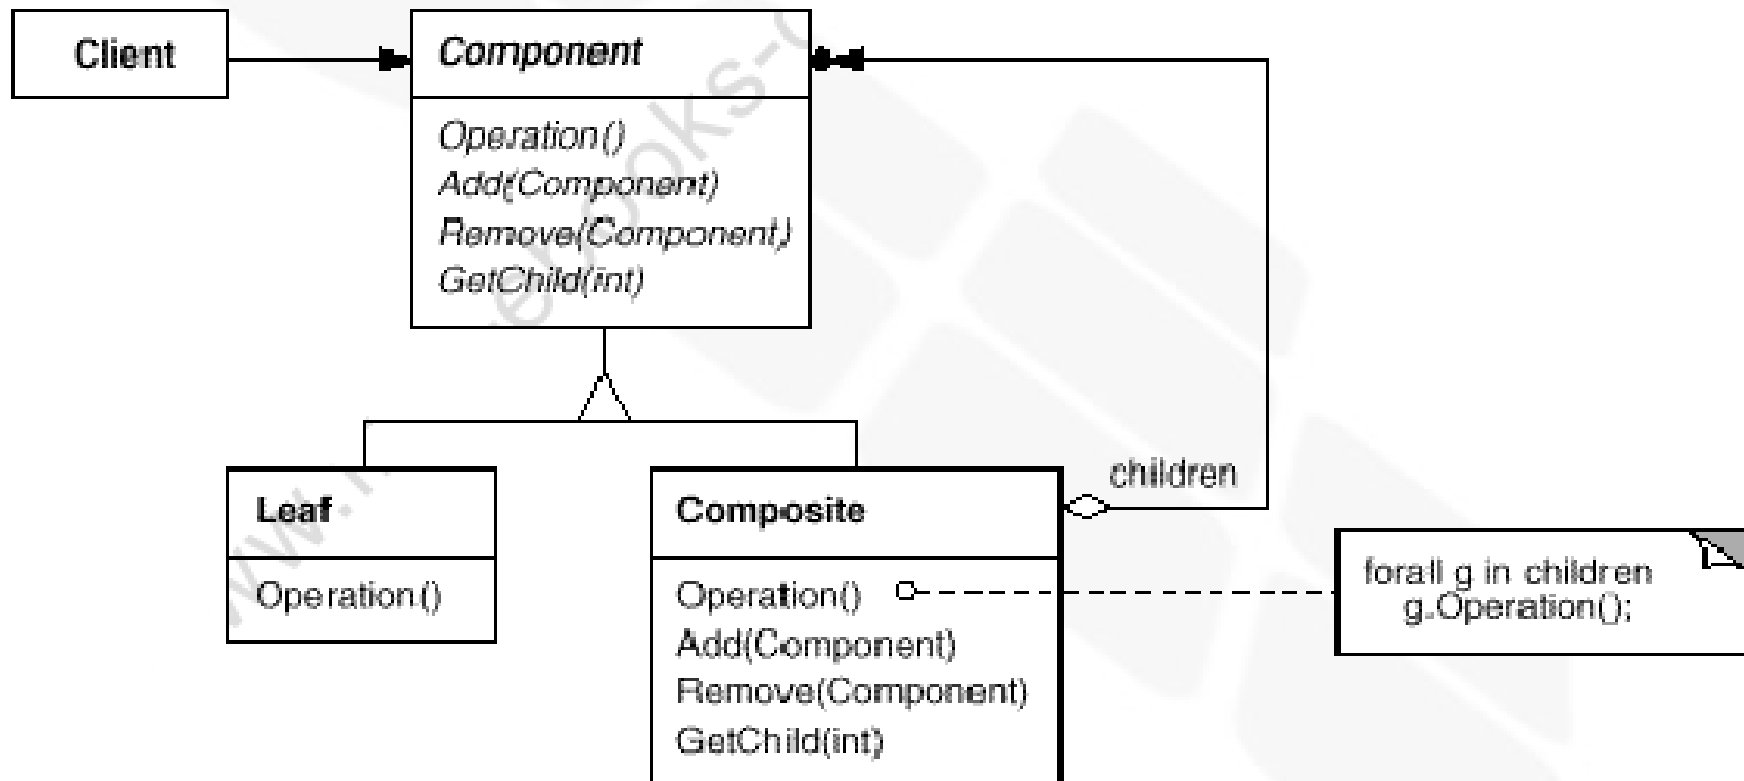 Client
Component
Operation()
Add(Component)
Remove(Component)
GetChild(int)
Leaf
Operation()
Composite
Operation()
Add(Component)
Remove(Component)
GetChild(int)
children
forall g in children
g.Operation();